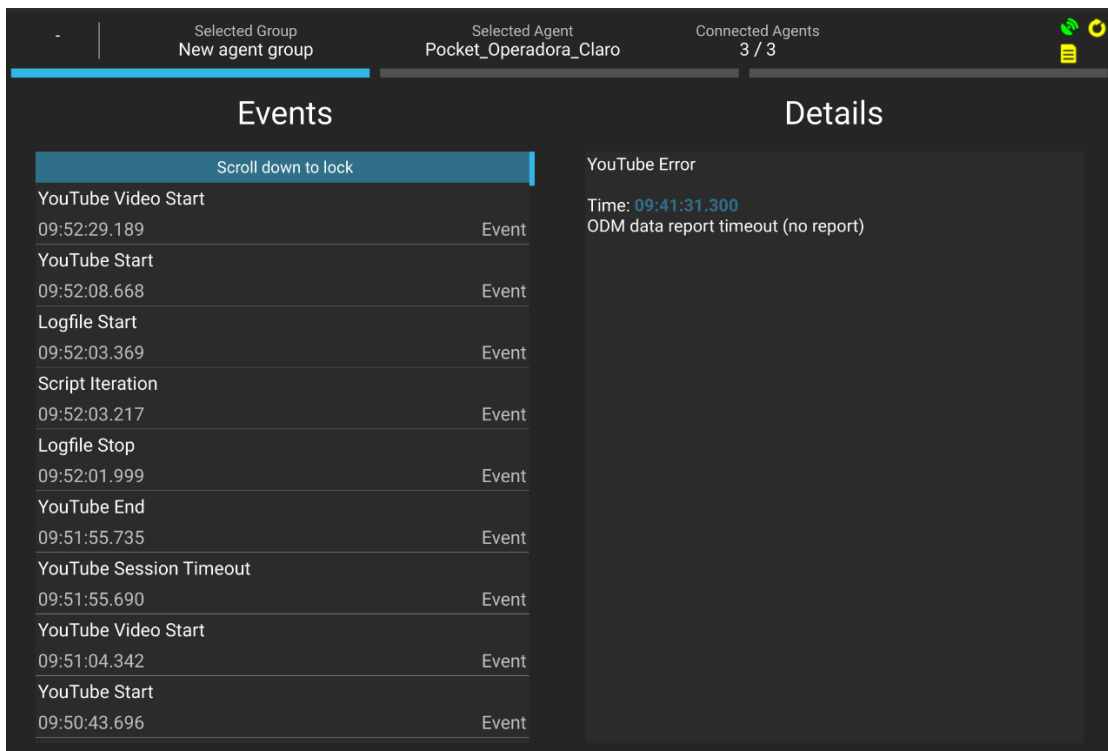 -
Selected Group
New agent group
Selected Agent
Pocket_Operadora_Claro
Connected Agents
3 / 3
Events
Scroll down to lock
YouTube Video Start
09:52:29.189 Event
YouTube Start
09:52:08.668 Event
Logfile Start
09:52:03.369 Event
Script Iteration
09:52:03.217 Event
Logfile Stop
09:52:01.999 Event
YouTube End
09:51:55.735 Event
YouTube Session Timeout
09:51:55.690 Event
YouTube Video Start
09:51:04.342 Event
YouTube Start
09:50:43.696 Event
Details
YouTube Error
Time: 09:41:31.300
ODM data report timeout (no report)